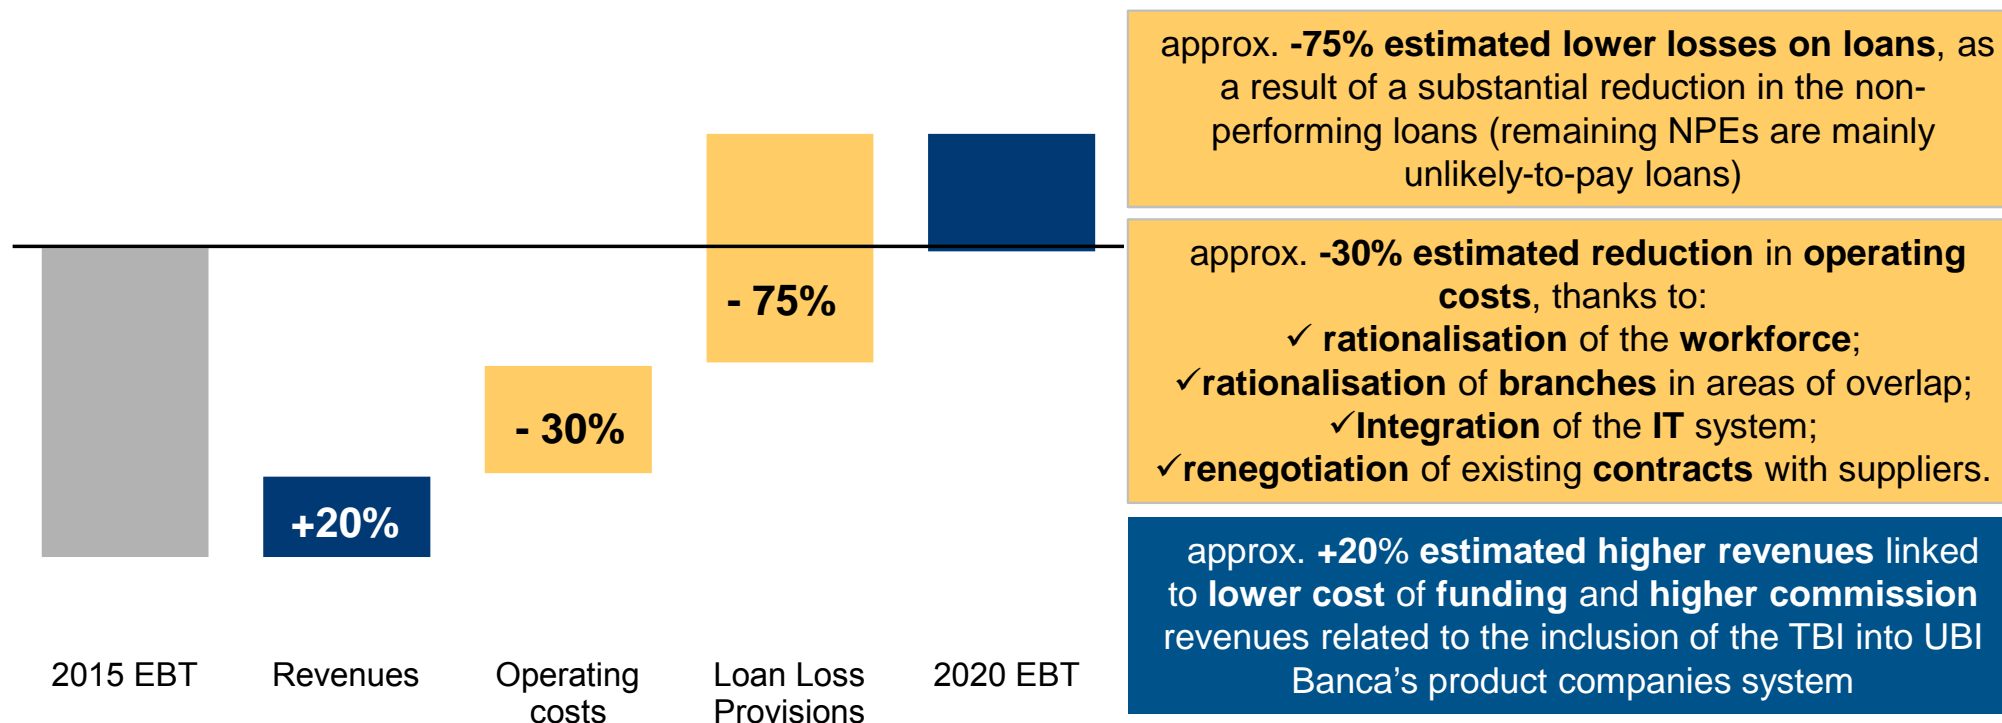 +20%
- 30%
- 75%
2015 EBT
Revenues
Operating
costs
Loan Loss
Provisions
2020 EBT
approx. -75% estimated lower losses on loans, as
a result of a substantial reduction in the non-
performing loans (remaining NPEs are mainly
unlikely-to-pay loans)
approx. -30% estimated reduction in operating
costs, thanks to:
✓ rationalisation of the workforce;
✓rationalisation of branches in areas of overlap;
✓Integration of the IT system;
✓renegotiation of existing contracts with suppliers.
approx. +20% estimated higher revenues linked
to lower cost of funding and higher commission
revenues related to the inclusion of the TBI into UBI
Banca’s product companies system